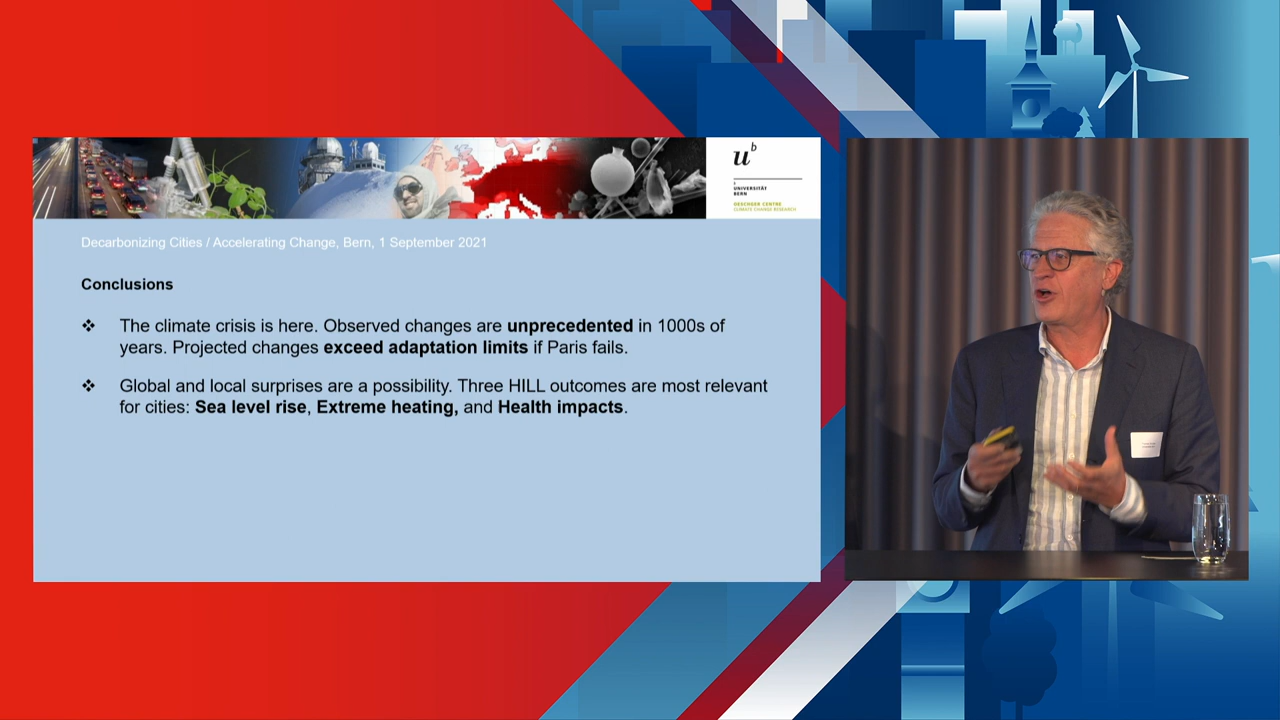 u b
b
UNIVERSITÄT
BERN
OESCHGER CENTRE
CLIMATE CHANGE RESEARCH
Decarbonizing Cities / Accelerating Change, Bern, 1 September 2021
Conclusions
❖ The climate crisis is here. Observed changes are unprecedented in 1000s of
years. Projected changes exceed adaptation limits if Paris fails.
❖ Global and local surprises are a possibility. Three HILL outcomes are most relevant
for cities: Sea level rise, Extreme heating, and Health impacts.